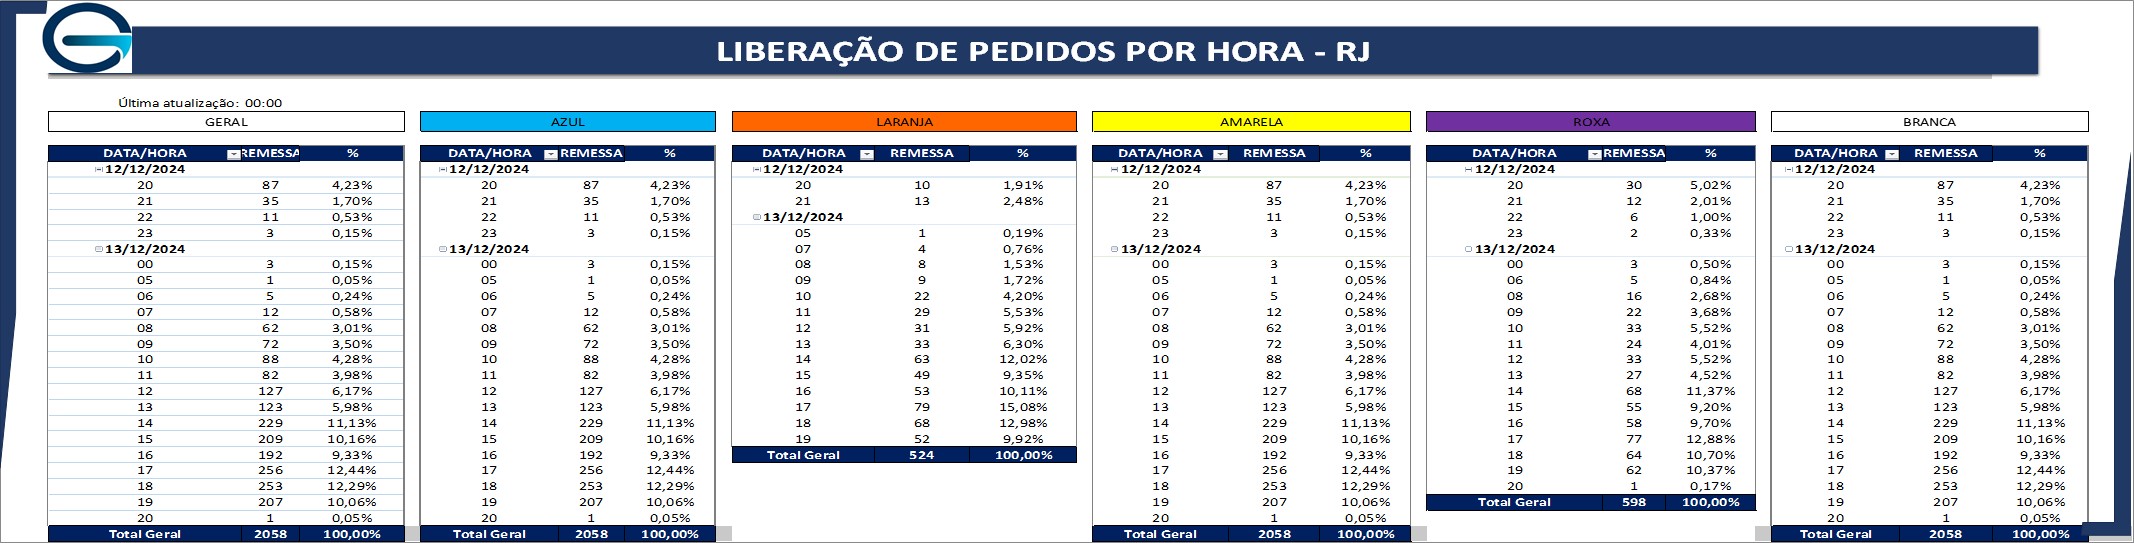 LIBERAÇÃO DE PEDIDOS POR HORA - RJ
Última atualização: 00:00
GERAL AZUL LARANJA AMARELA ROXA BRANCA
DATA/HORA REMESSA % DATA/HORA REMESSA % DATA/HORA REMESSA % DATA/HORA REMESSA % DATA/HORA REMESSA % DATA/HORA REMESSA %
12/12/2024 12/12/2024 12/12/2024 12/12/2024 12/12/2024 12/12/2024
20 87 4,23% 20 87 4,23% 20 10 1,91% 20 87 4,23% 20 30 5,02% 20 87 4,23%
21 35 1,70% 21 35 1,70% 21 13 2,48% 21 35 1,70% 21 12 2,01% 21 35 1,70%
22 11 0,53% 22 11 0,53% 13/12/2024 22 11 0,53% 22 6 1,00% 22 11 0,53%
23 3 0,15% 23 3 0,15% 05 1 0,19% 23 3 0,15% 23 2 0,33% 23 3 0,15%
13/12/2024 13/12/2024 07 4 0,76% 13/12/2024 13/12/2024 13/12/2024
00 3 0,15% 00 3 0,15% 08 8 1,53% 00 3 0,15% 00 3 0,50% 00 3 0,15%
05 1 0,05% 05 1 0,05% 09 9 1,72% 05 1 0,05% 06 5 0,84% 05 1 0,05%
06 5 0,24% 06 5 0,24% 10 22 4,20% 06 5 0,24% 08 16 2,68% 06 5 0,24%
07 12 0,58% 07 12 0,58% 11 29 5,53% 07 12 0,58% 09 22 3,68% 07 12 0,58%
08 62 3,01% 08 62 3,01% 12 31 5,92% 08 62 3,01% 10 33 5,52% 08 62 3,01%
09 72 3,50% 09 72 3,50% 13 33 6,30% 09 72 3,50% 11 24 4,01% 09 72 3,50%
10 88 4,28% 10 88 4,28% 14 63 12,02% 10 88 4,28% 12 33 5,52% 10 88 4,28%
11 82 3,98% 11 82 3,98% 15 49 9,35% 11 82 3,98% 13 27 4,52% 11 82 3,98%
12 127 6,17% 12 127 6,17% 16 53 10,11% 12 127 6,17% 14 68 11,37% 12 127 6,17%
13 123 5,98% 13 123 5,98% 17 79 15,08% 13 123 5,98% 15 55 9,20% 13 123 5,98%
14 229 11,13% 14 229 11,13% 18 68 12,98% 14 229 11,13% 16 58 9,70% 14 229 11,13%
15 209 10,16% 15 209 10,16% 19 52 9,92% 15 209 10,16% 17 77 12,88% 15 209 10,16%
16 192 9,33% 16 192 9,33% Total Geral 524 100,00% 16 192 9,33% 18 64 10,70% 16 192 9,33%
17 256 12,44% 17 256 12,44% 17 256 12,44% 19 62 10,37% 17 256 12,44%
18 253 12,29% 18 253 12,29% 18 253 12,29% 20 1 0,17% 18 253 12,29%
19 207 10,06% 19 207 10,06% 19 207 10,06% Total Geral 598 100,00% 19 207 10,06%
20 1 0,05% 20 1 0,05% 20 1 0,05% 20 1 0,05%
Total Geral 2058 100,00% Total Geral 2058 100,00% Total Geral 2058 100,00% Total Geral 2058 100,00%